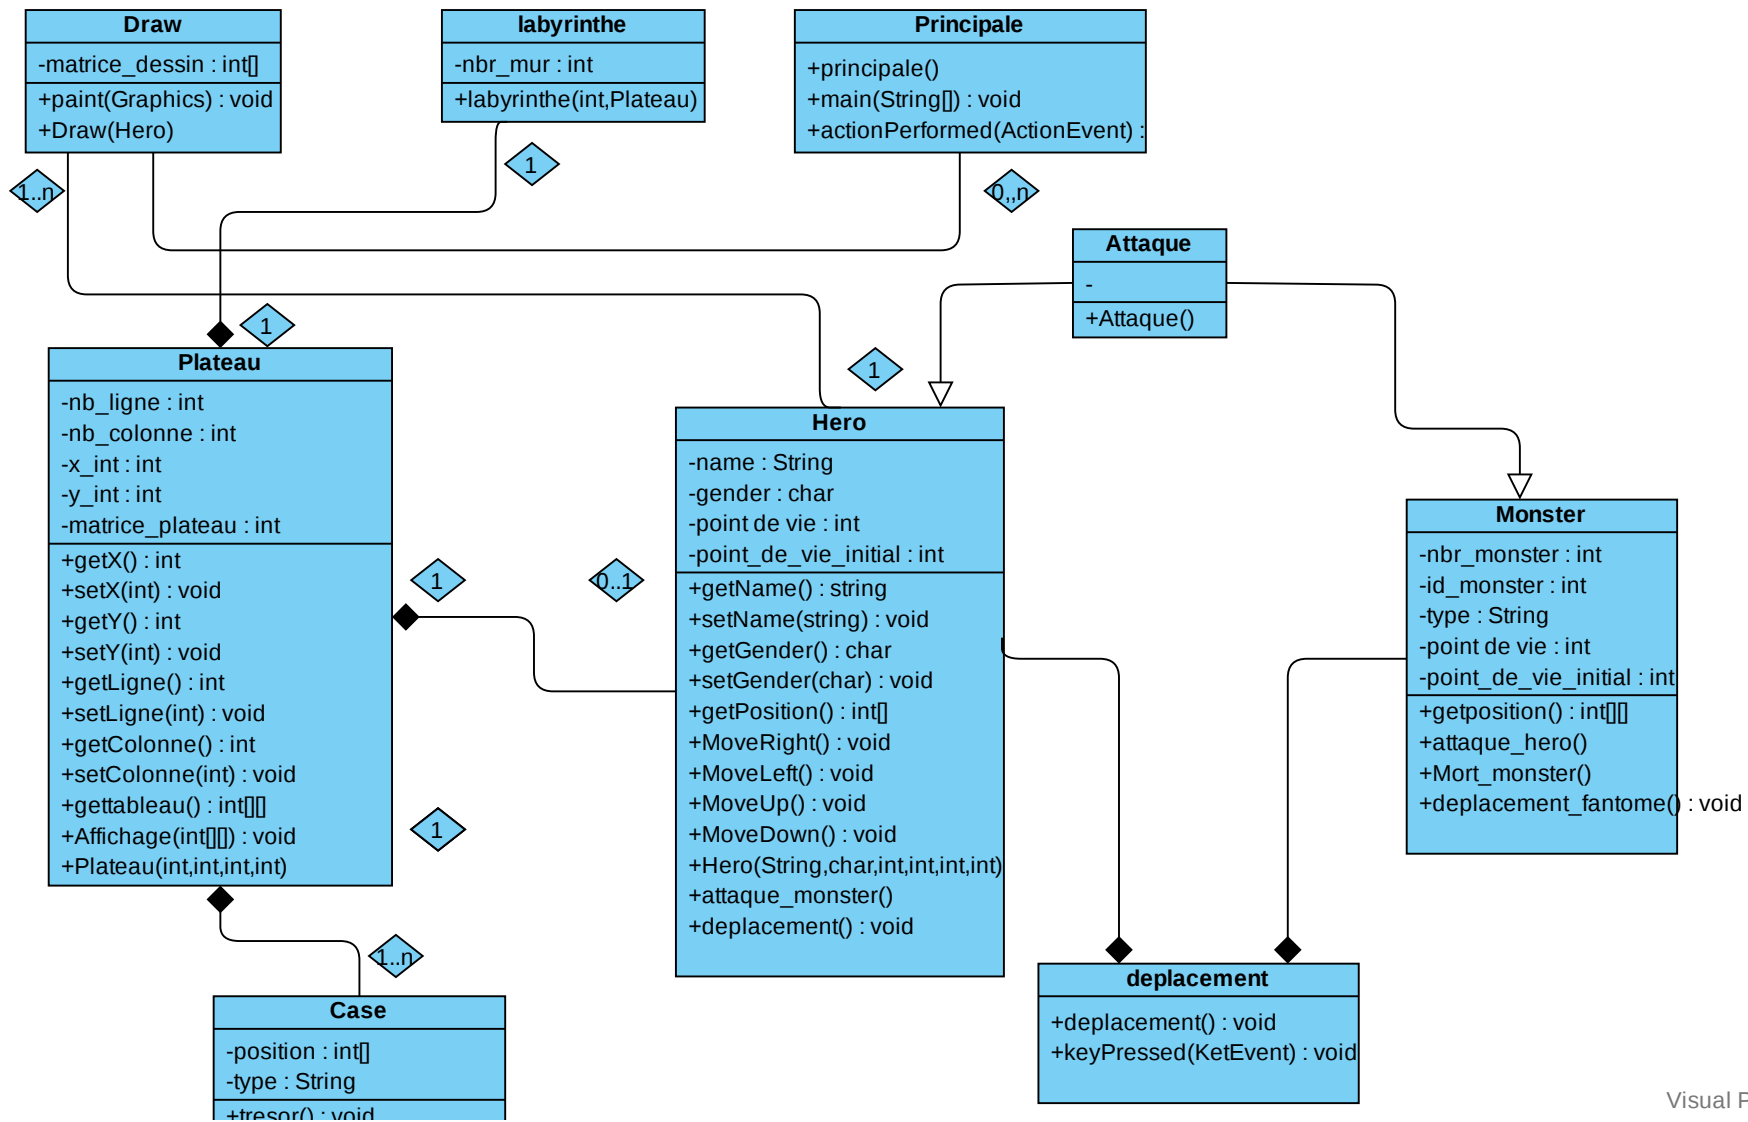 Draw
-matrice_dessin : int[]
+paint(Graphics) : void
+Draw(Hero)
labyrinthe
-nbr_mur : int
+labyrinthe(int,Plateau)
Principale
+principale()
+main(String[]) : void
+actionPerformed(ActionEvent) :
1..n
1
0,,n
Attaque
-
+Attaque()
1
1
Plateau
-nb_ligne : int
-nb_colonne : int
-x_int : int
-y_int : int
-matrice_plateau : int
+getX() : int
+setX(int) : void
+getY() : int
+setY(int) : void
+getLigne() : int
+setLigne(int) : void
+getColonne() : int
+setColonne(int) : void
+gettableau() : int[][]
+Affichage(int[][]) : void
+Plateau(int,int,int,int)
1
0..1
1
Hero
-name : String
-gender : char
-point de vie : int
-point_de_vie_initial : int
+getName() : string
+setName(string) : void
+getGender() : char
+setGender(char) : void
+getPosition() : int[]
+MoveRight() : void
+MoveLeft() : void
+MoveUp() : void
+MoveDown() : void
+Hero(String,char,int,int,int,int)
+attaque_monster()
+deplacement() : void
Monster
-nbr_monster : int
-id_monster : int
-type : String
-point de vie : int
-point_de_vie_initial : int
+getposition() : int[][]
+attaque_hero()
+Mort_monster()
+deplacement_fantome() : void
1..n
Case
-position : int[]
-type : String
+tresor() : void
deplacement
+deplacement() : void
+keyPressed(KetEvent) : void
Visual P